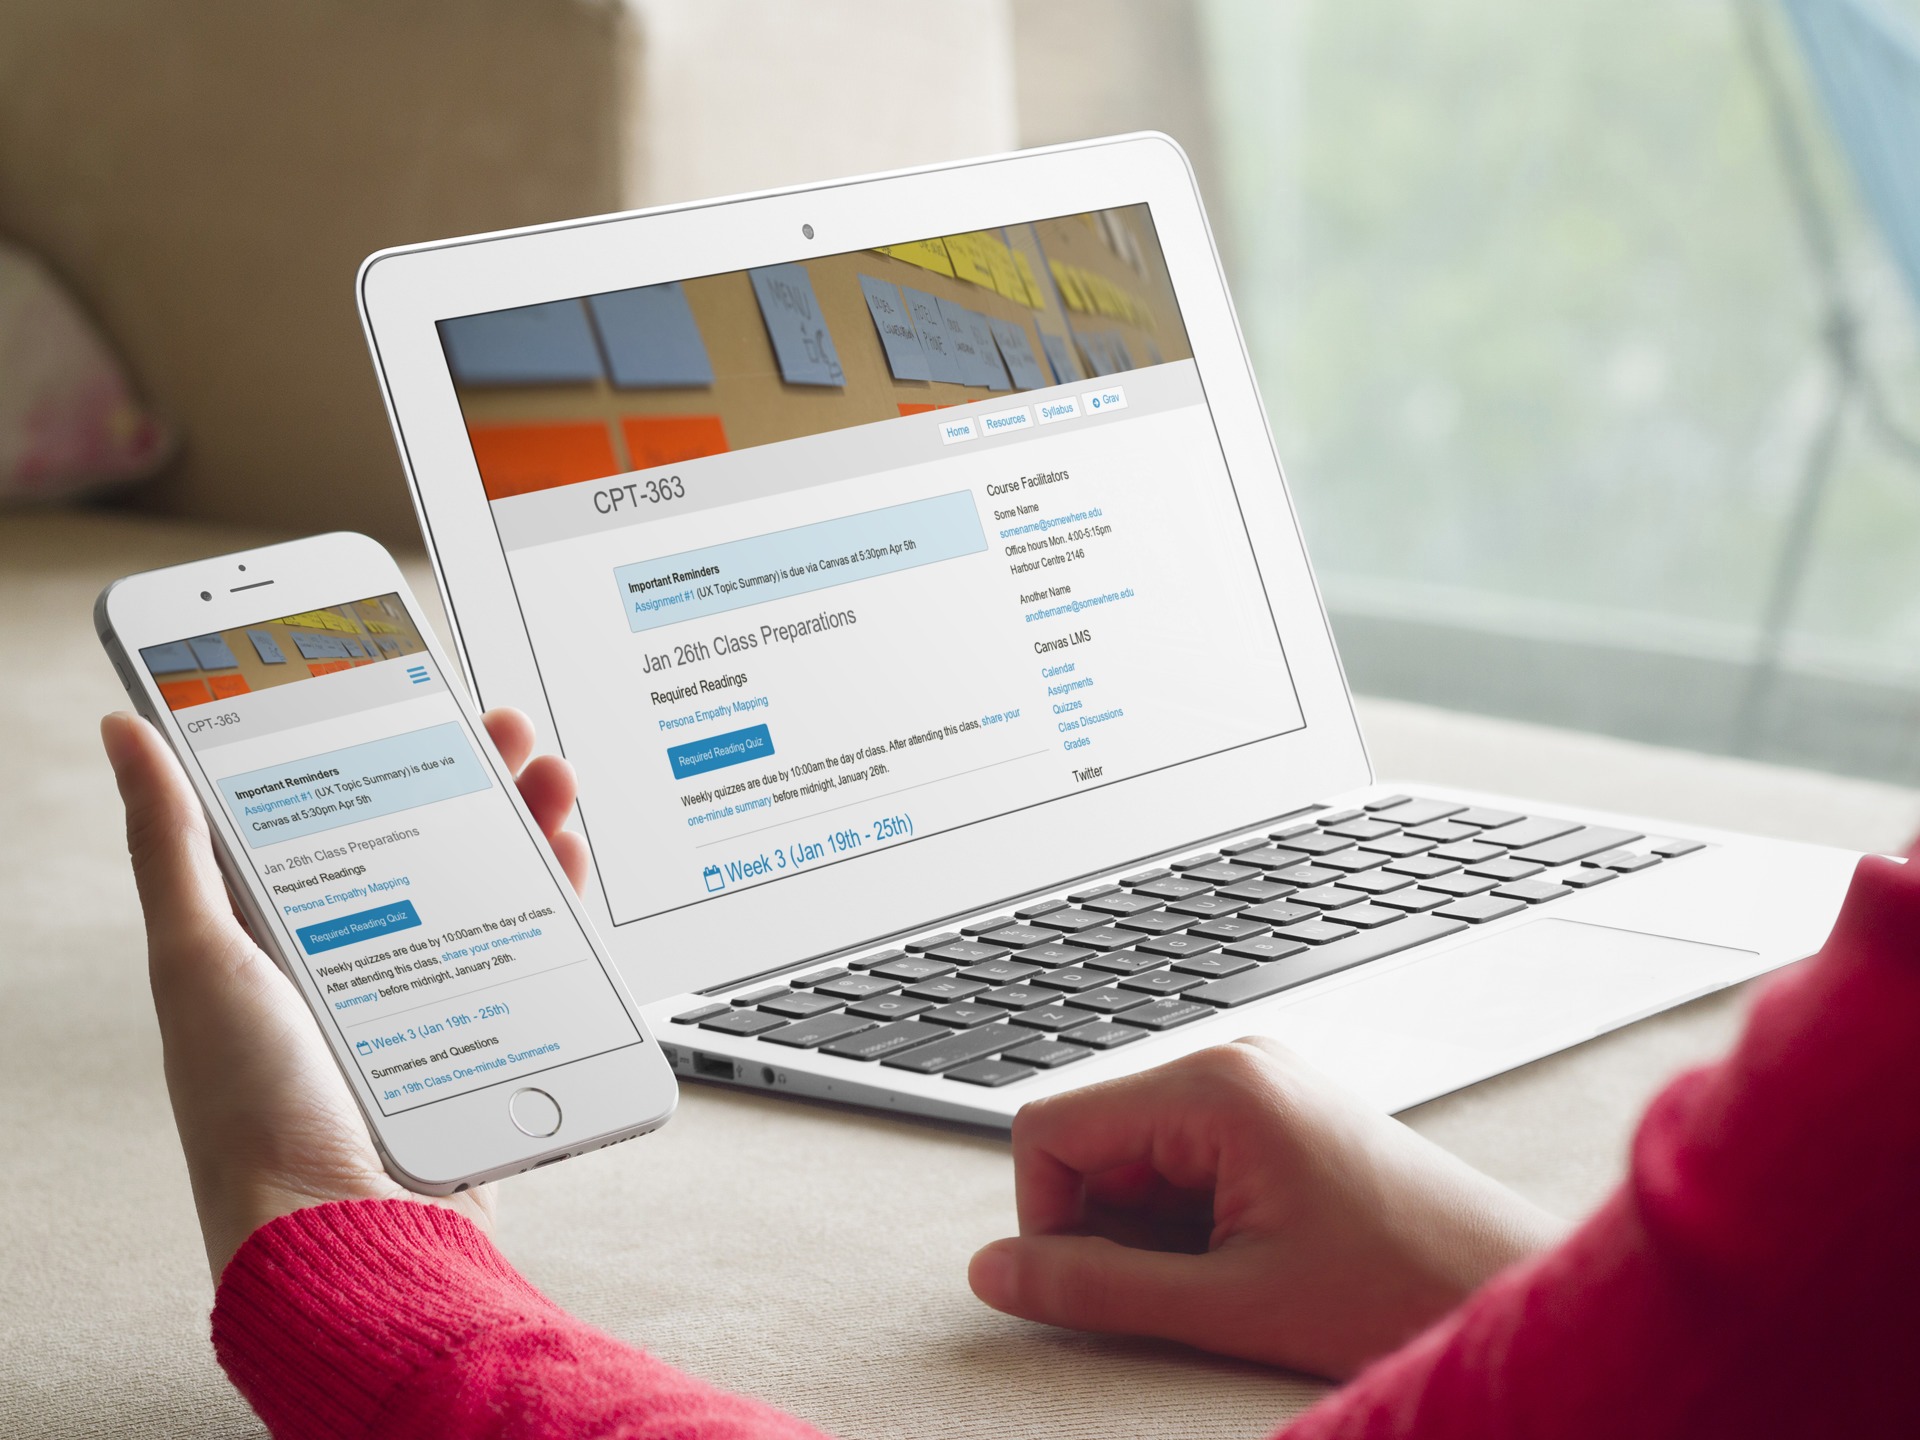 MENU
HOTEL
PHONE
Home
Resources
Syllabus
Grav
CPT-363
Important Reminders
Assignment #1 (UX Topic Summary) is due via Canvas at 5:30pm Apr 5th
Jan 26th Class Preparations
Required Readings
Persona Empathy Mapping
Required Reading Quiz
Weekly quizzes are due by 10:00am the day of class. After attending this class, share your
one-minute summary before midnight, January 26th.
Week 3 (Jan 19th - 25th)
Course Facilitators
Some Name
somename@somewhere.edu
Office hours Mon. 4:00-5:15pm
Harbour Centre 2146
Another Name
anothername@somewhere.edu
Canvas LMS
Calendar
Assignments
Quizzes
Class Discussions
Grades
Twitter
CPT-363
Important Reminders
Assignment #1 (UX Topic Summary) is due via
Canvas at 5:30pm Apr 5th
Jan 26th Class Preparations
Required Readings
Persona Empathy Mapping
Required Reading Quiz
Weekly quizzes are due by 10:00am the day of class.
After attending this class, share your one-minute
summary before midnight, January 26th.
Week 3 (Jan 19th - 25th)
Summaries and Questions
Jan 19th Class One-minute Summaries